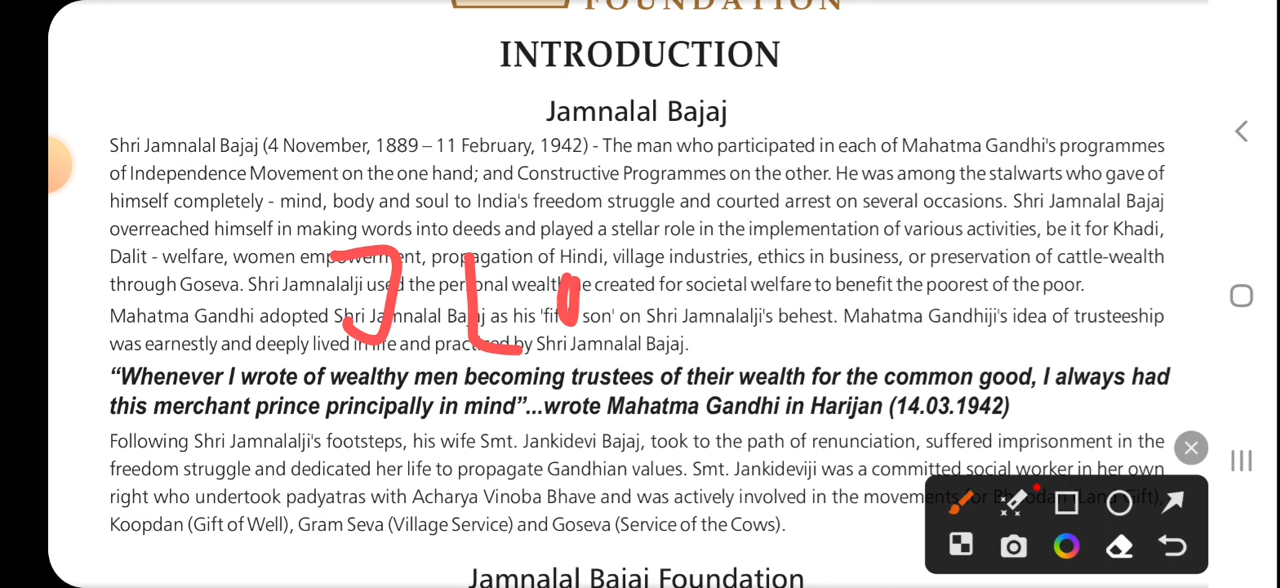 FOUNDATION
INTRODUCTION
Jamnalal Bajaj
Shri Jamnalal Bajaj (4 November, 1889 – 11 February, 1942) - The man who participated in each of Mahatma Gandhi's programmes
of Independence Movement on the one hand; and Constructive Programmes on the other. He was among the stalwarts who gave of
himself completely - mind, body and soul to India's freedom struggle and courted arrest on several occasions. Shri Jamnalal Bajaj
overreached himself in making words into deeds and played a stellar role in the implementation of various activities, be it for Khadi,
Dalit - welfare, women empowerment, propagation of Hindi, village industries, ethics in business, or preservation of cattle-wealth
through Goseva. Shri Jamnalalji used the personal wealth he created for societal welfare to benefit the poorest of the poor.
Mahatma Gandhi adopted Shri Jamnalal Bajaj as his 'fifth son' on Shri Jamnalalji's behest. Mahatma Gandhiji's idea of trusteeship
was earnestly and deeply lived in life and practised by Shri Jamnalal Bajaj.
“Whenever I wrote of wealthy men becoming trustees of their wealth for the common good, I always had
this merchant prince principally in mind”...wrote Mahatma Gandhi in Harijan (14.03.1942)
Following Shri Jamnalalji's footsteps, his wife Smt. Jankidevi Bajaj, took to the path of renunciation, suffered imprisonment in the
freedom struggle and dedicated her life to propagate Gandhian values. Smt. Jankideviji was a committed social worker in her own
right who undertook padyatras with Acharya Vinoba Bhave and was actively involved in the movements for Bhoodan (Land Gift),
Koopdan (Gift of Well), Gram Seva (Village Service) and Goseva (Service of the Cows).
Jamnalal Bajaj Foundation